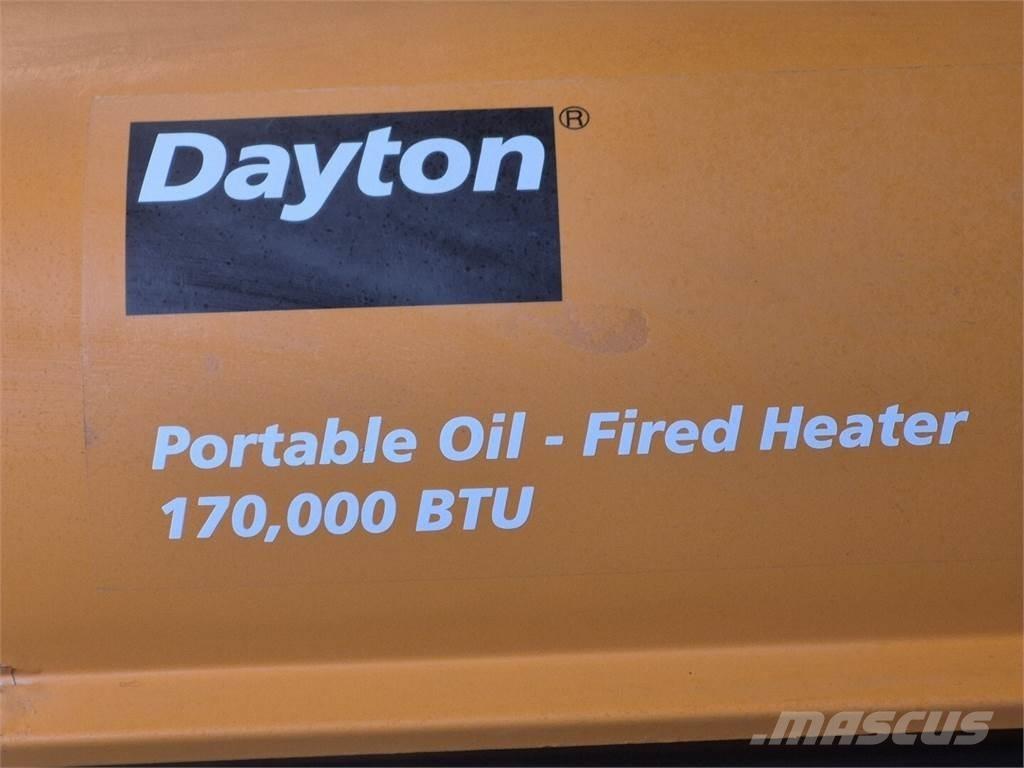 Dayton®
Portable Oil - Fired Heater
170,000 BTU
MASCUS